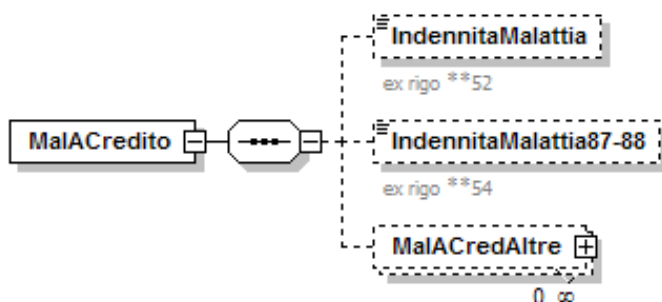 IndennitaMalattia
ex rigo **52
MalACredito
IndennitaMalattia87-88
ex rigo **54
MalACredAltre
0..∞